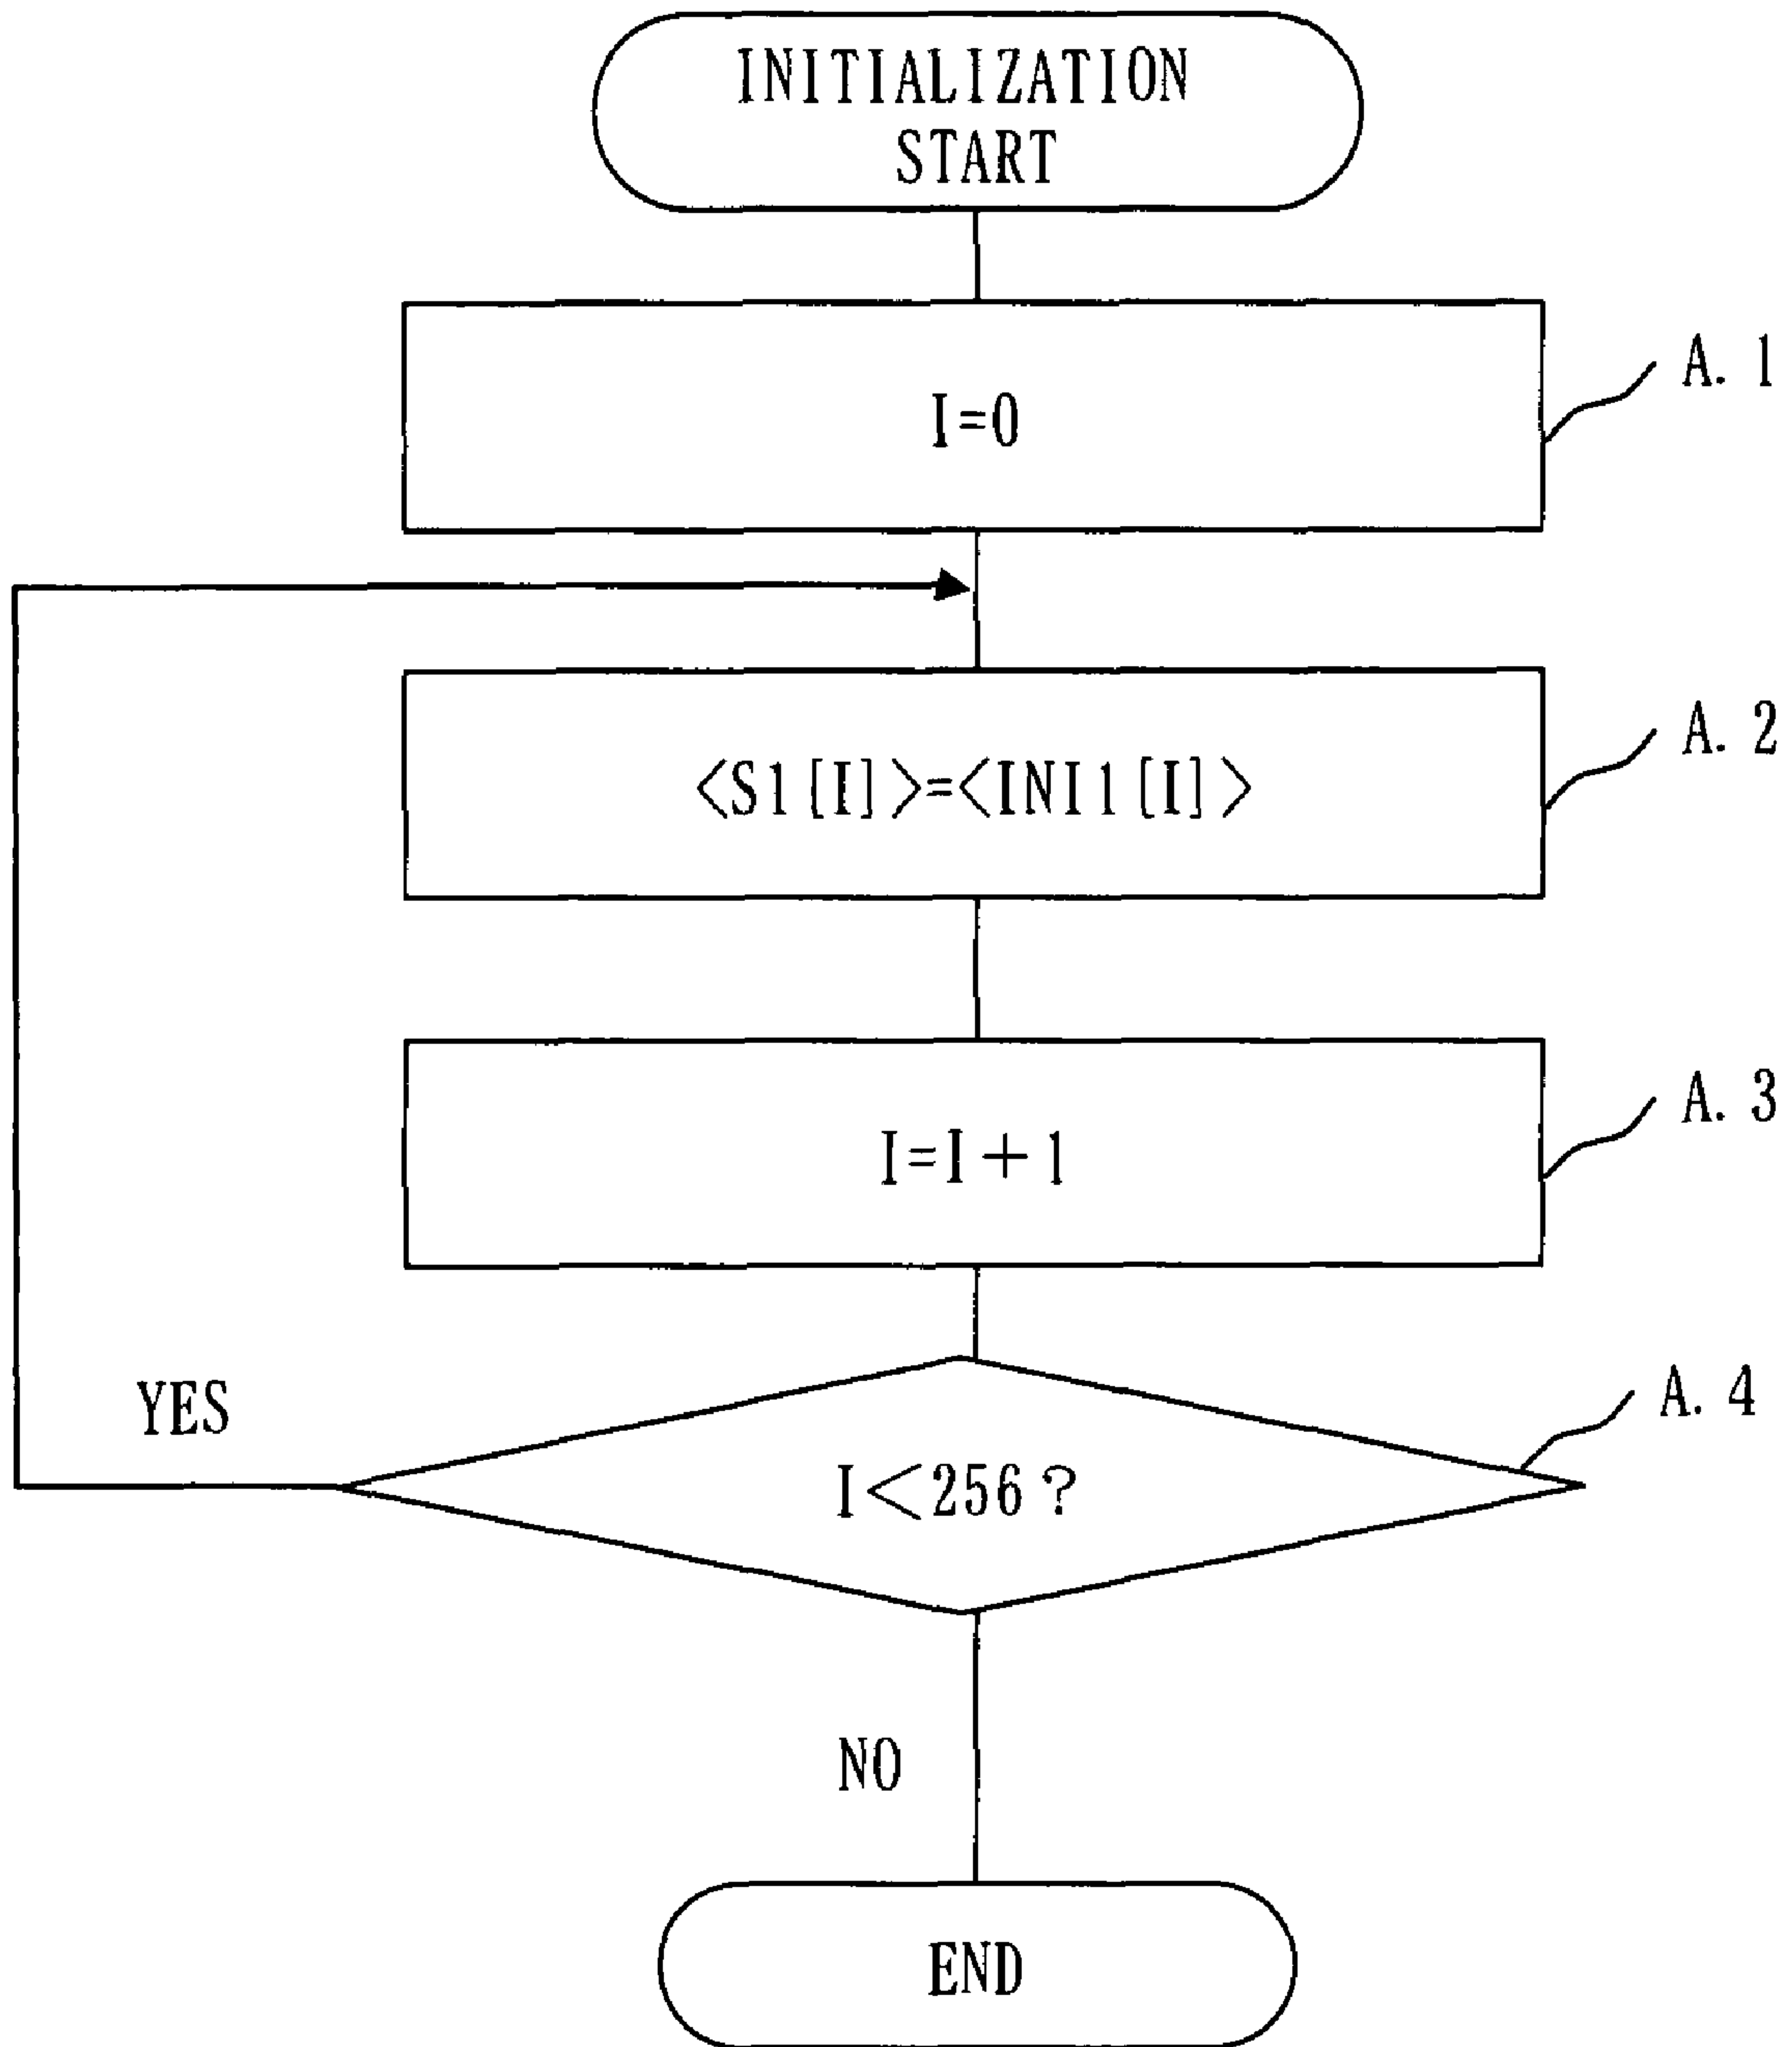 INITIALIZATION
START
I=0
A. 1
<S1[I]>=<INI1[I]>
A. 2
I=I+1
A. 3
YES
I<256?
A. 4
NO
END